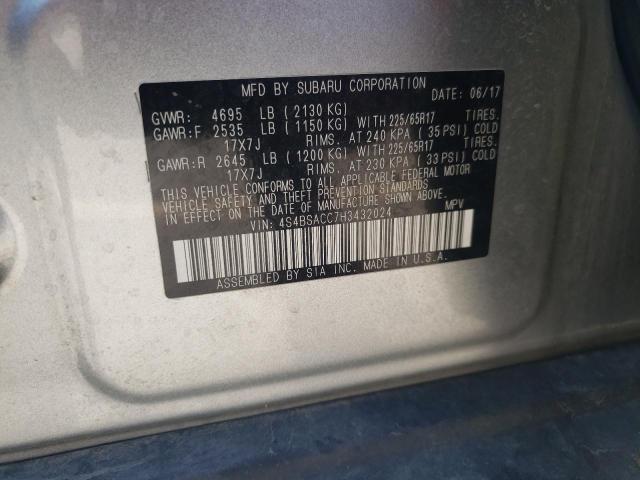 MFD BY SUBARU CORPORATION DATE: 06/17
GVWR: 4695 LB ( 2130 KG)
GAWR:F 2535 LB ( 1150 KG) WITH 225/65R17 TIRES.
17X7J RIMS. AT 240 KPA ( 35 PSI) COLD
GAWR:R 2645 LB ( 1200 KG) WITH 225/65R17 TIRES.
17X7J RIMS. AT 230 KPA ( 33 PSI) COLD
THIS VEHICLE CONFORMS TO ALL APPLICABLE FEDERAL MOTOR
VEHICLE SAFETY AND THEFT PREVENTION STANDARDS
IN EFFECT ON THE DATE OF MANUFACTURE SHOWN ABOVE.
VIN: 4S4BSACC7H3432024 MPV
ASSEMBLED BY SIA INC. MADE IN U.S.A.